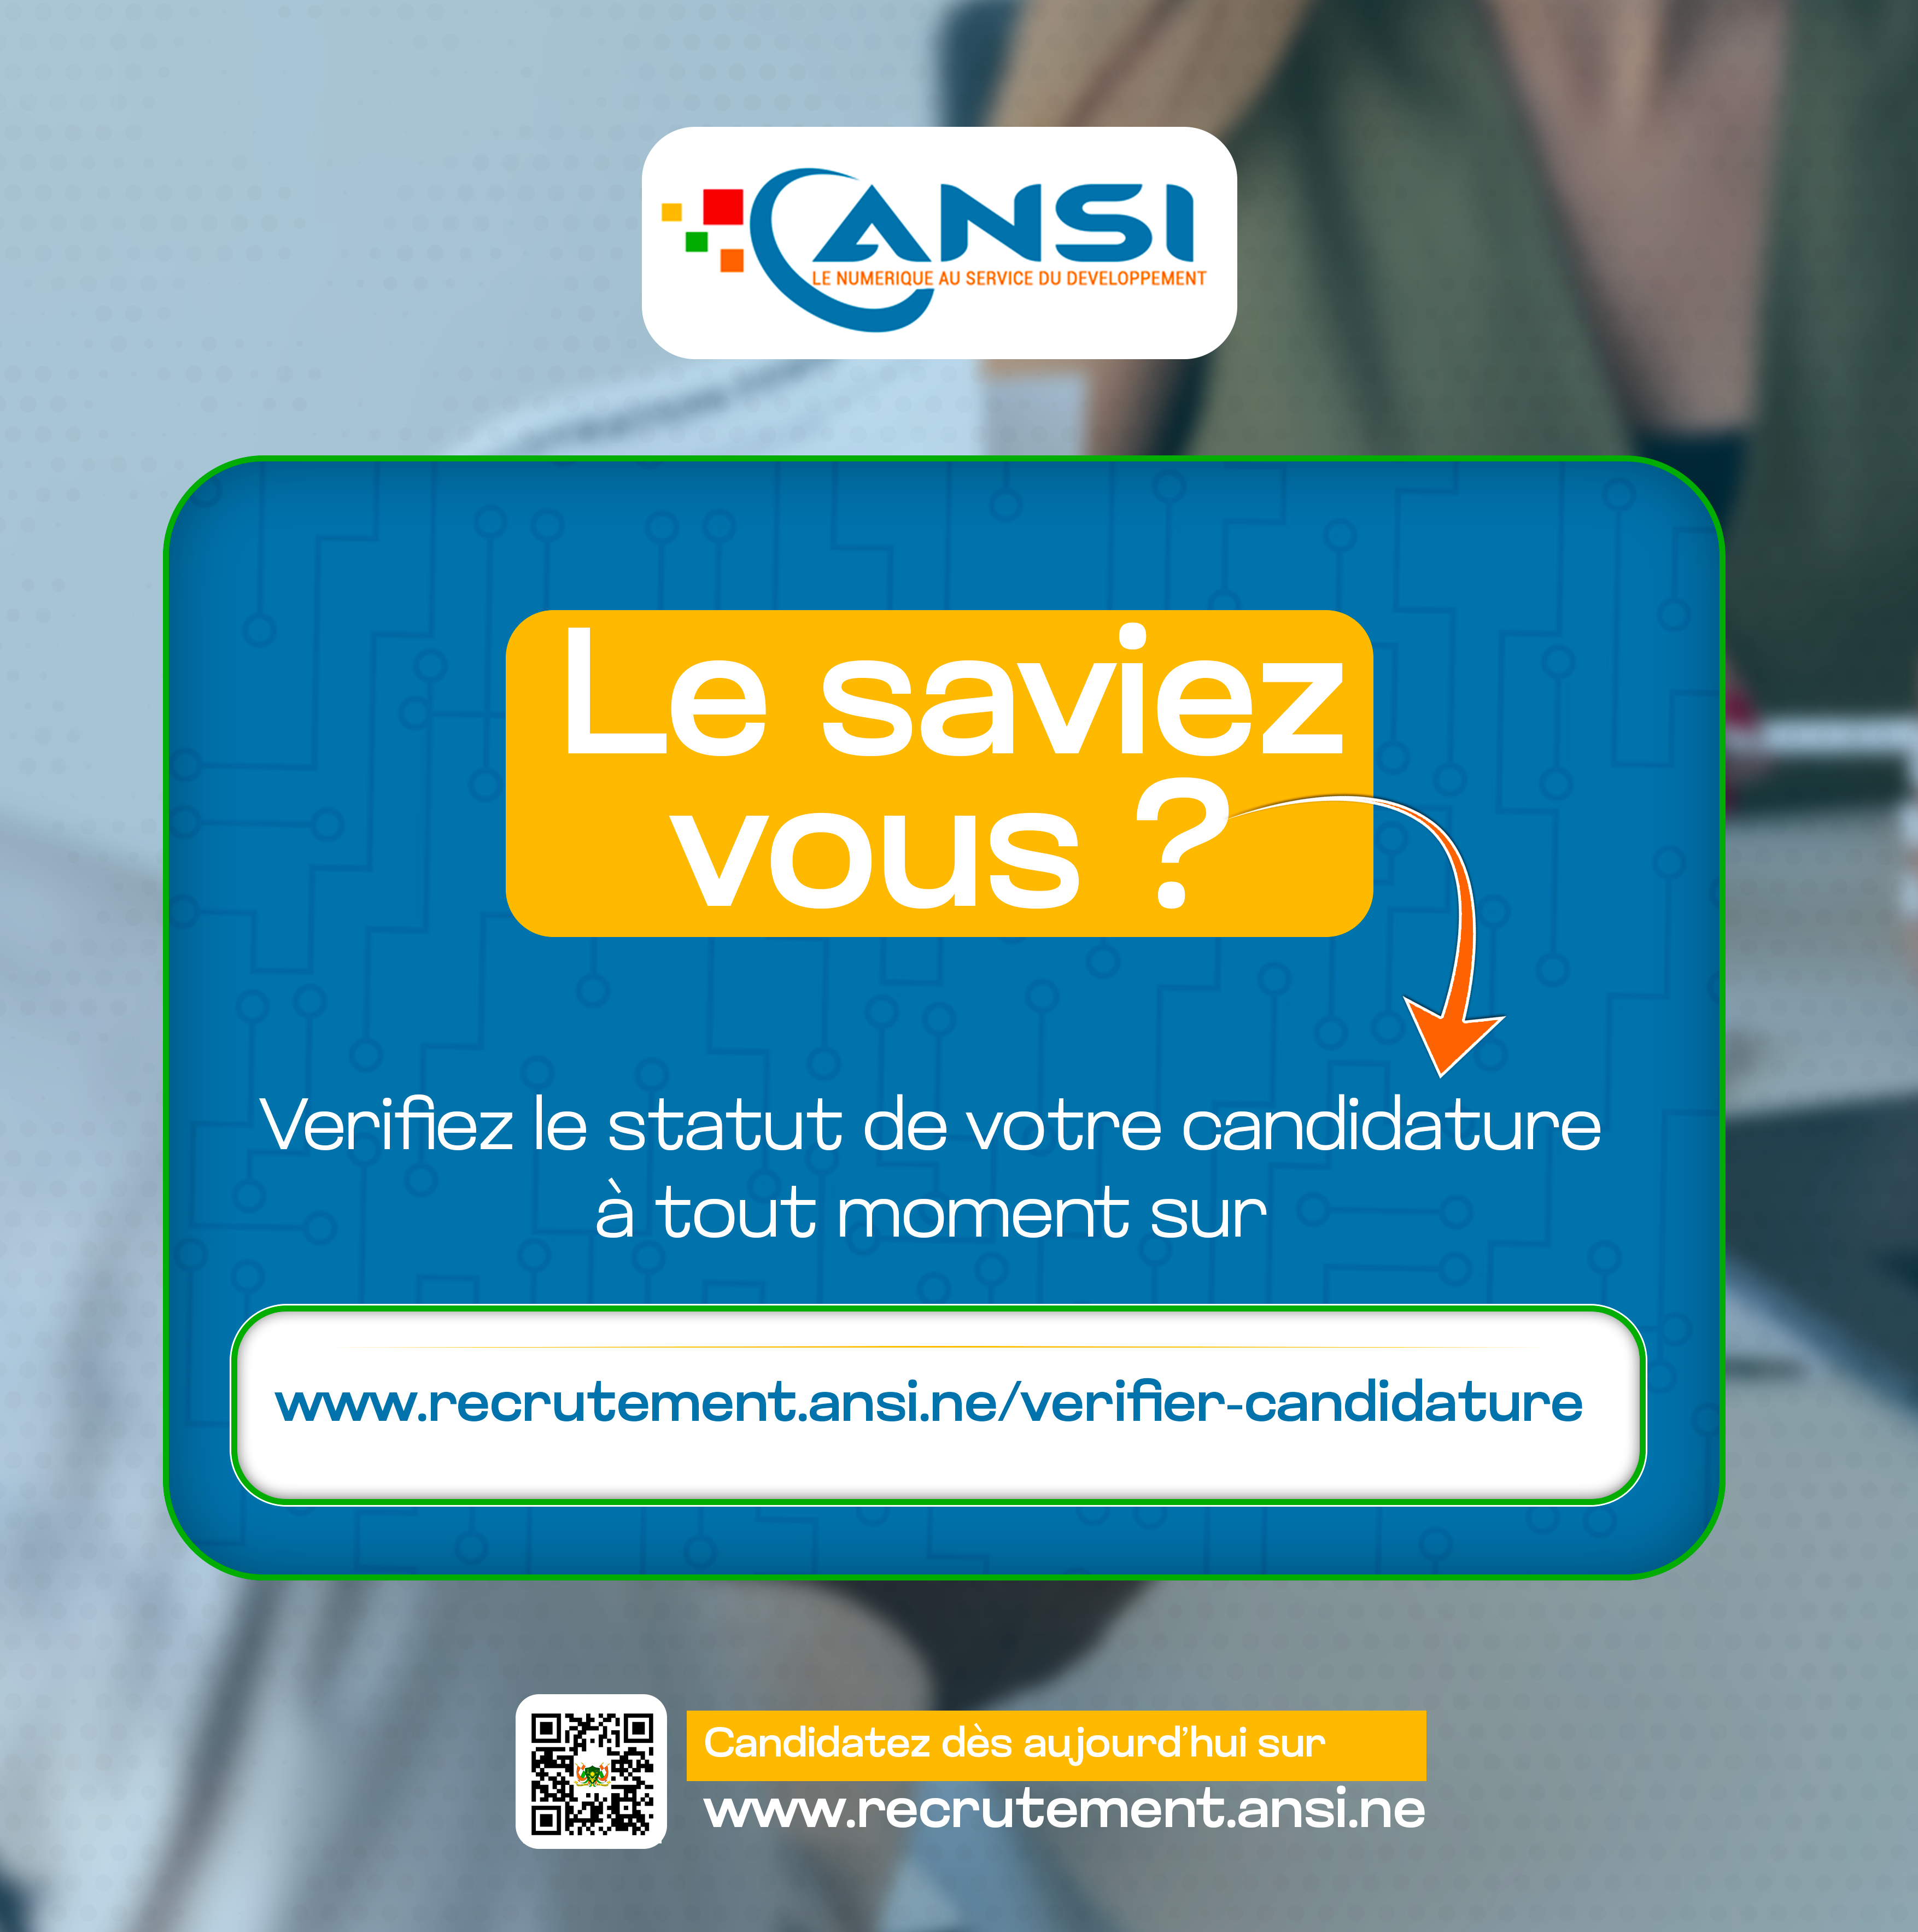 ANSI
LE NUMERIQUE AU SERVICE DU DEVELOPPEMENT
Le saviez
vous ?
Verifiez le statut de votre candidature
à tout moment sur
www.recrutement.ansi.ne/verifier-candidature
Candidatez dès aujourd’hui sur
www.recrutement.ansi.ne